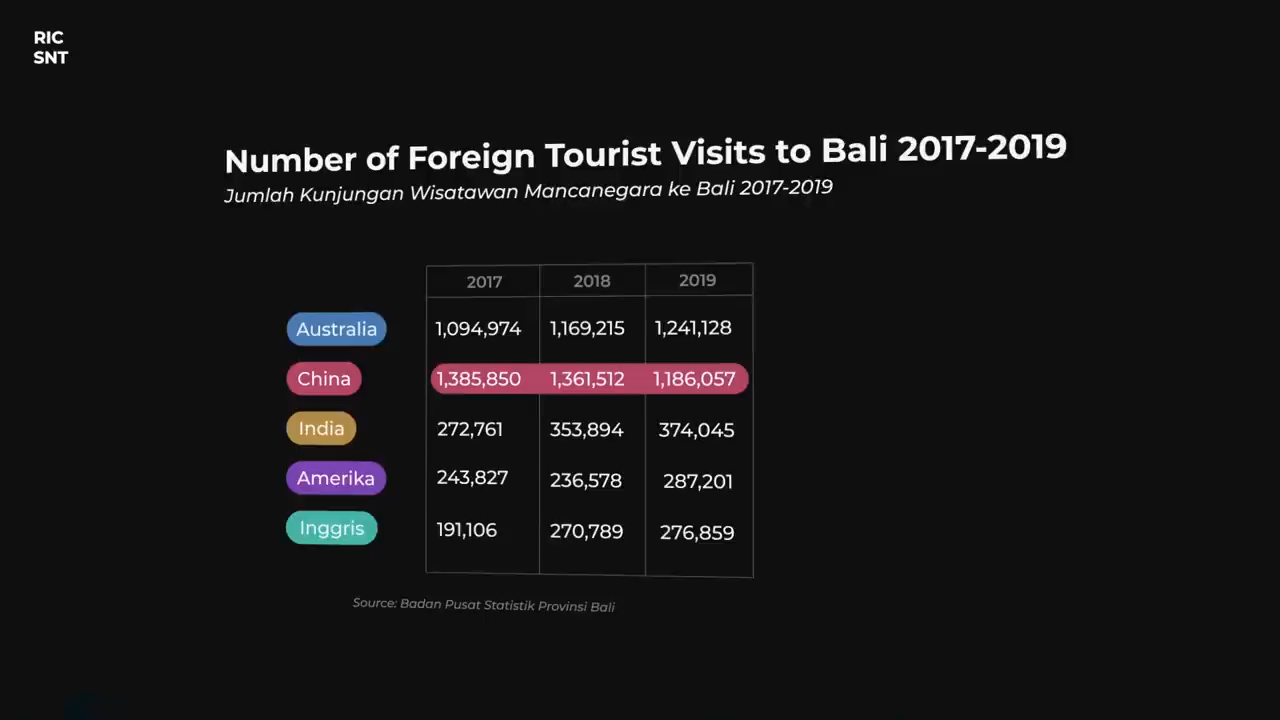 RIC
SNT
Number of Foreign Tourist Visits to Bali 2017-2019
Jumlah Kunjungan Wisatawan Mancanegara ke Bali 2017-2019
2017 2018 2019
Australia 1,094,974 1,169,215 1,241,128
China 1,385,850 1,361,512 1,186,057
India 272,761 353,894 374,045
Amerika 243,827 236,578 287,201
Inggris 191,106 270,789 276,859
Source: Badan Pusat Statistik Provinsi Bali